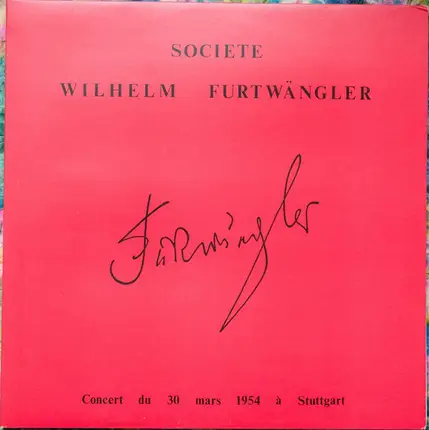 SOCIETE
WILHELM FURTWÄNGLER
Furtwängler
Concert du 30 mars 1954 à Stuttgart